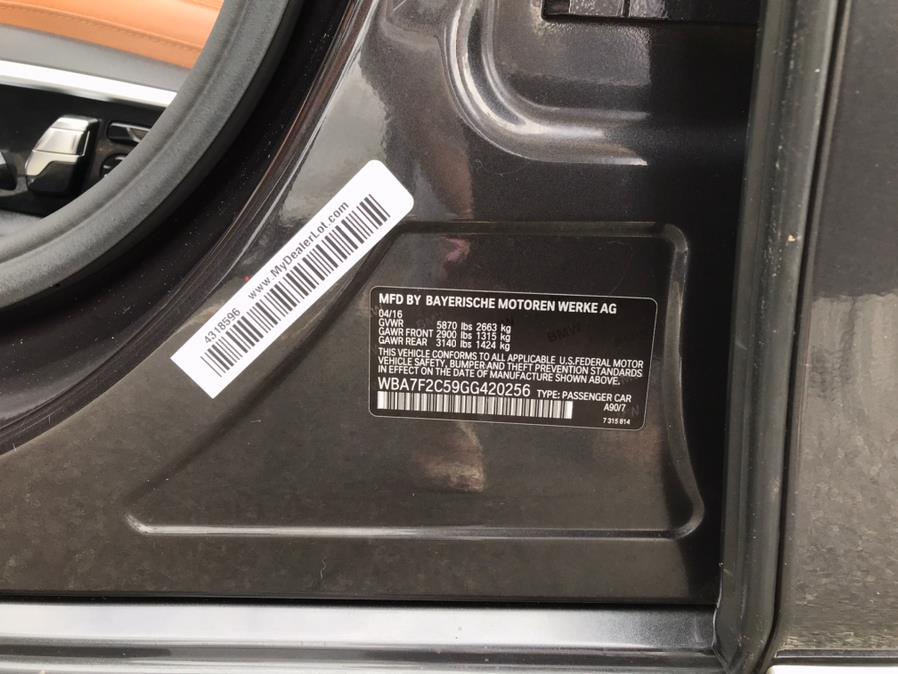 4318596 www.MyDealerLot.com
MFD BY BAYERISCHE MOTOREN WERKE AG
04/16
GVWR 5870 lbs 2663 kg
GAWR FRONT 2900 lbs 1315 kg
GAWR REAR 3140 lbs 1424 kg
THIS VEHICLE CONFORMS TO ALL APPLICABLE U.S.FEDERAL MOTOR
VEHICLE SAFETY, BUMPER AND THEFT PREVENTION STANDARDS
IN EFFECT ON THE DATE OF MANUFACTURE SHOWN ABOVE.
WBA7F2C59GG420256 TYPE: PASSENGER CAR
A90/7
7 315 814
BMW